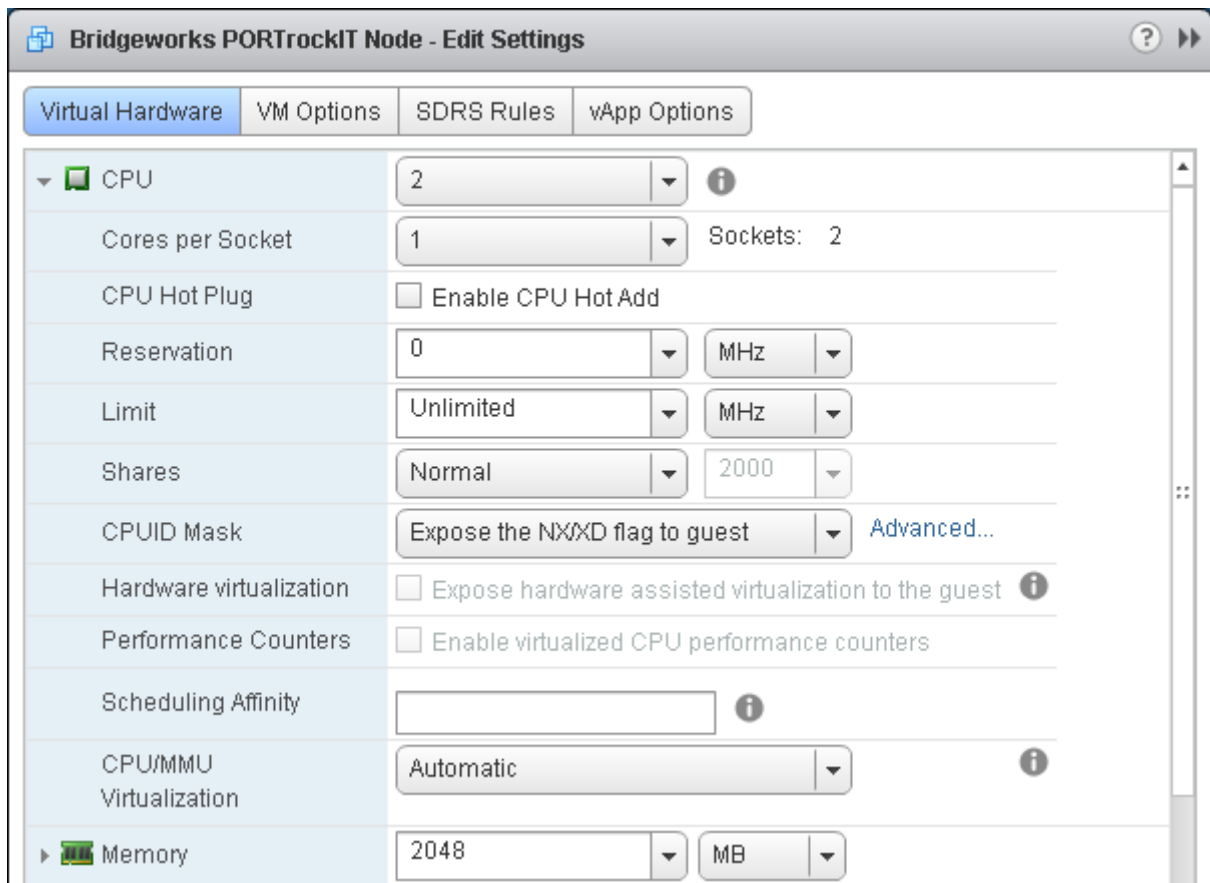 Bridgeworks PORTrockIT Node - Edit Settings ?
Virtual Hardware VM Options SDRS Rules vApp Options
CPU 2
Cores per Socket 1 Sockets: 2
CPU Hot Plug Enable CPU Hot Add
Reservation 0 MHz
Limit Unlimited MHz
Shares Normal 2000
CPUID Mask Expose the NX/XD flag to guest Advanced...
Hardware virtualization Expose hardware assisted virtualization to the guest
Performance Counters Enable virtualized CPU performance counters
Scheduling Affinity
CPU/MMU
Virtualization Automatic
Memory 2048 MB